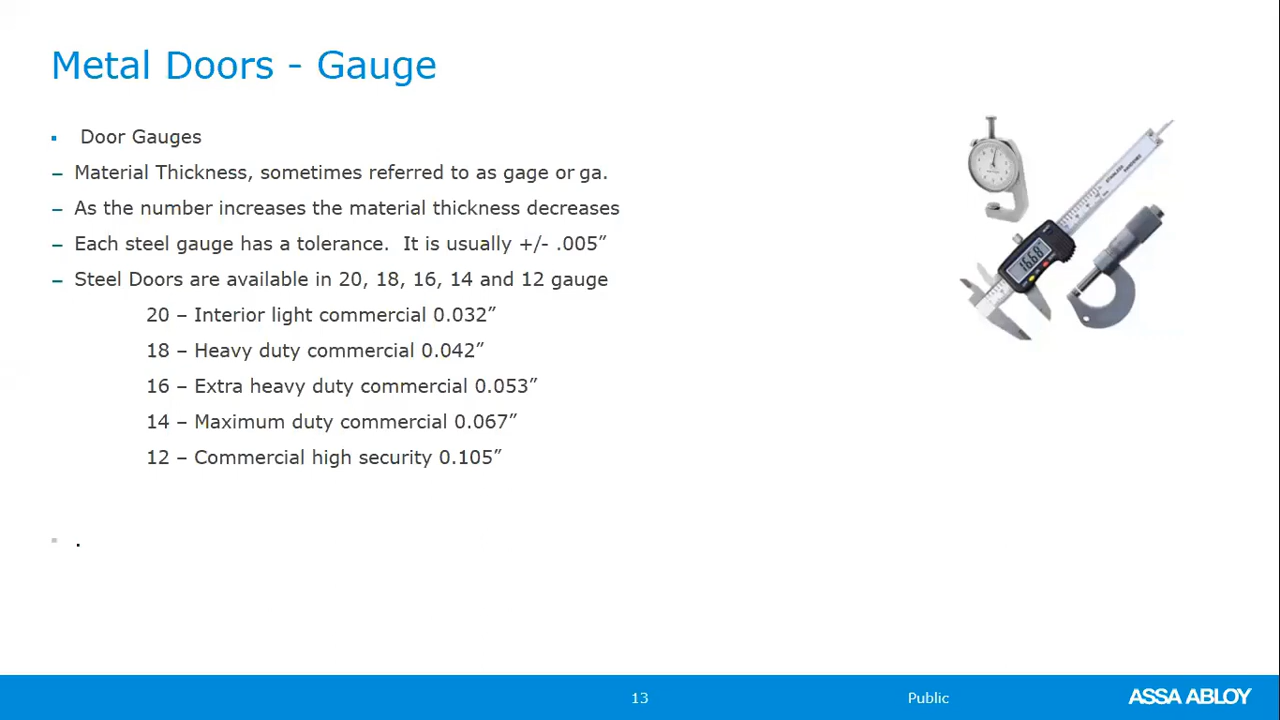 Metal Doors - Gauge
Door Gauges
– Material Thickness, sometimes referred to as gage or ga.
– As the number increases the material thickness decreases
– Each steel gauge has a tolerance. It is usually +/- .005”
– Steel Doors are available in 20, 18, 16, 14 and 12 gauge
20 – Interior light commercial 0.032”
18 – Heavy duty commercial 0.042”
16 – Extra heavy duty commercial 0.053”
14 – Maximum duty commercial 0.067”
12 – Commercial high security 0.105”
.
13
Public
ASSA ABLOY